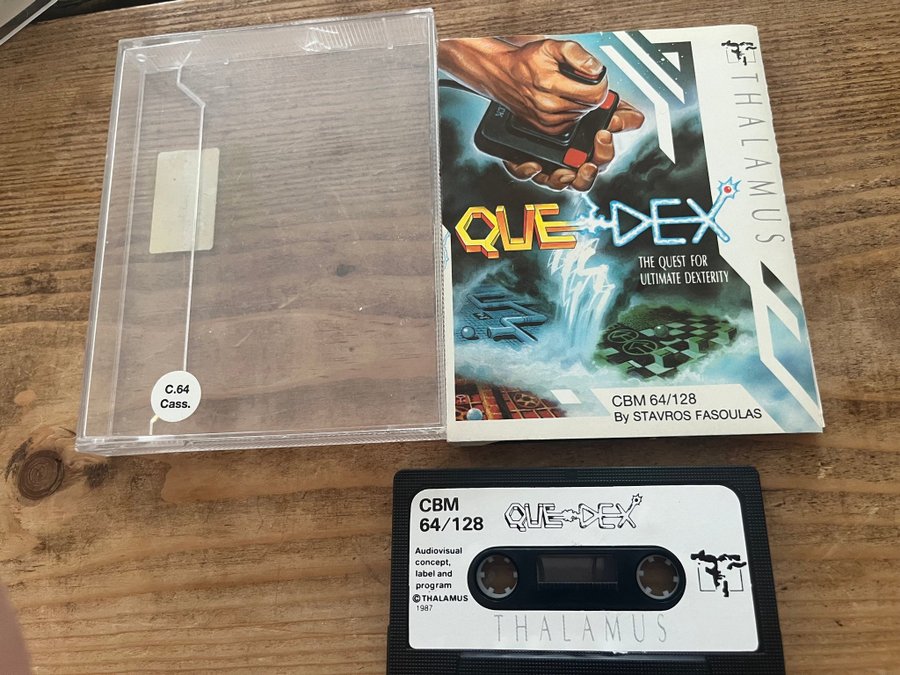 C.64
Cass.
THALAMUS
QUE-DEX
THE QUEST FOR
ULTIMATE DEXTERITY
CBM 64/128
By STAVROS FASOULAS
CBM
64/128
QUE-DEX
Audiovisual
concept,
label and
program
©THALAMUS
1987
THALAMUS